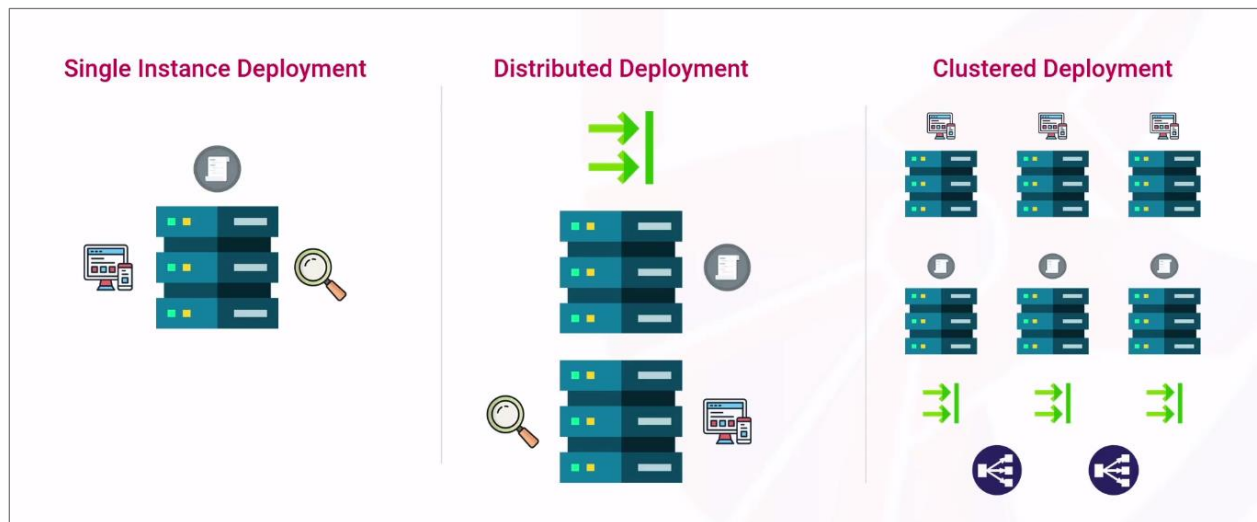 Single Instance Deployment
Distributed Deployment
Clustered Deployment